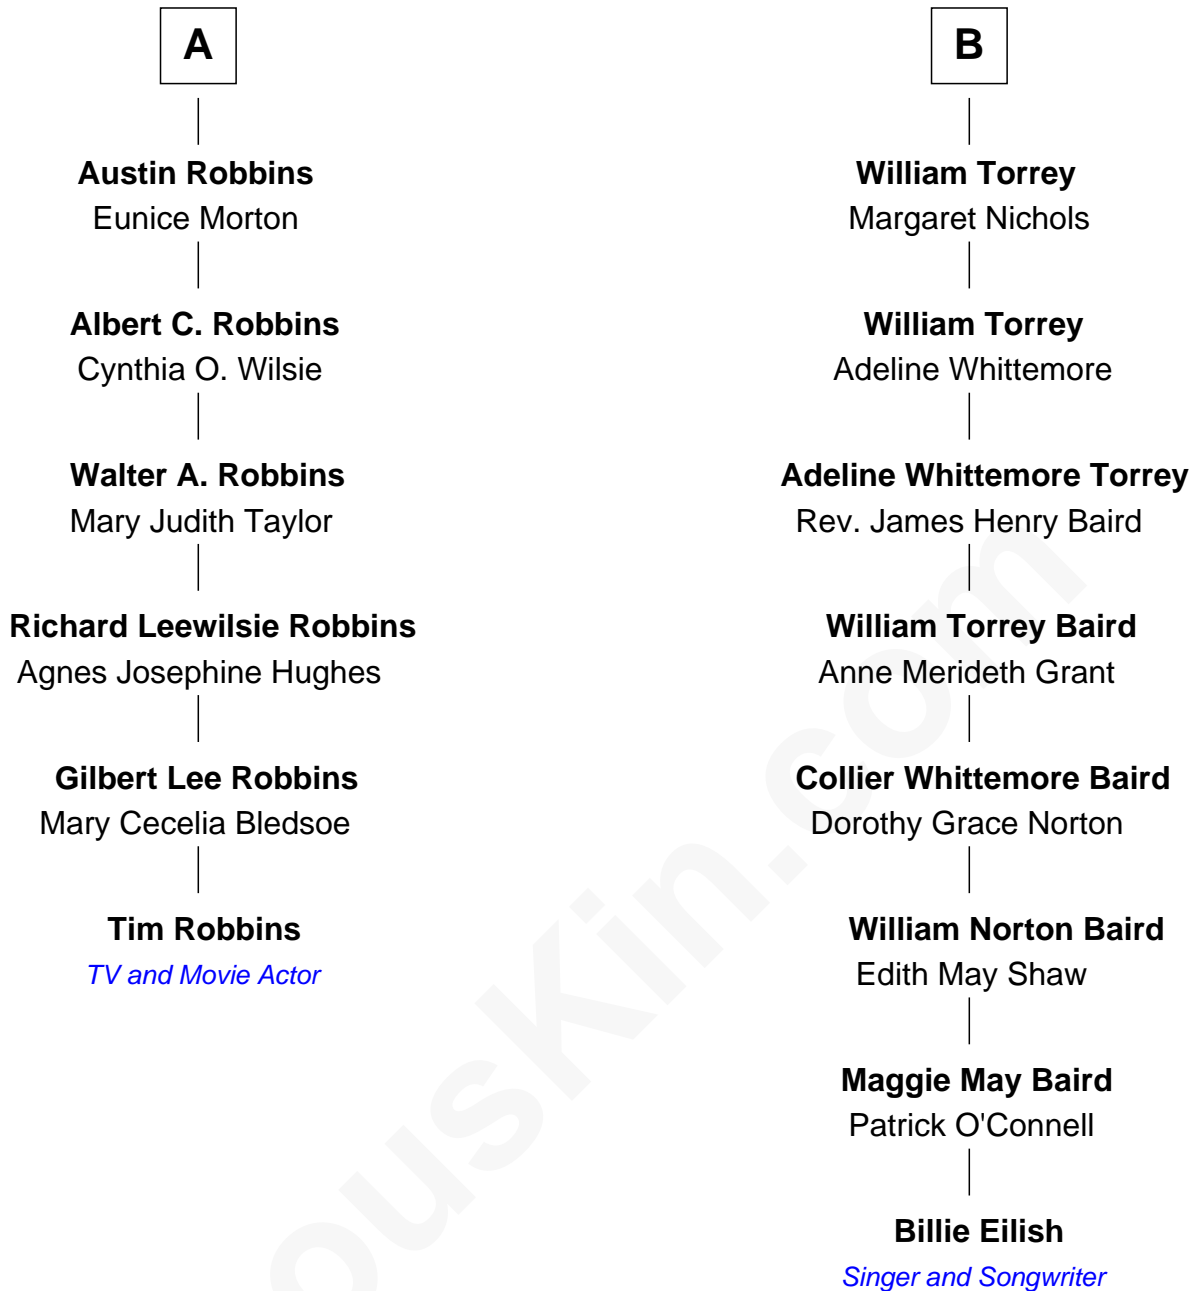 A
Austin Robbins
Eunice Morton
Albert C. Robbins
Cynthia O. Wilsie
Walter A. Robbins
Mary Judith Taylor
Richard Leewilsie Robbins
Agnes Josephine Hughes
Gilbert Lee Robbins
Mary Cecelia Bledsoe
Tim Robbins
TV and Movie Actor
B
William Torrey
Margaret Nichols
William Torrey
Adeline Whittemore
Adeline Whittemore Torrey
Rev. James Henry Baird
William Torrey Baird
Anne Merideth Grant
Collier Whittemore Baird
Dorothy Grace Norton
William Norton Baird
Edith May Shaw
Maggie May Baird
Patrick O'Connell
Billie Eilish
Singer and Songwriter
ouskin.com